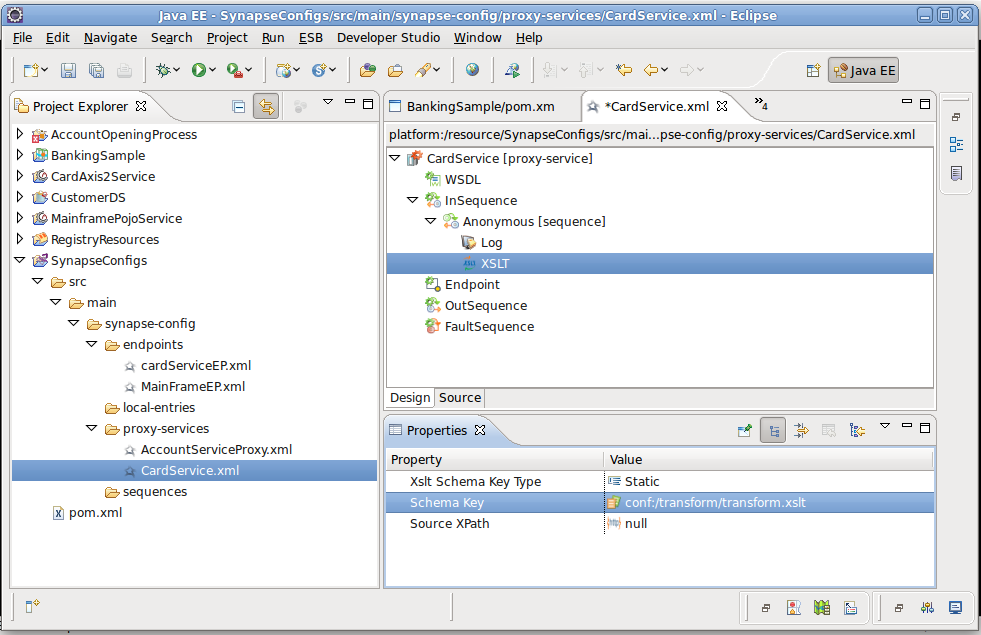 Java EE - SynapseConfigs/src/main/synapse-config/proxy-services/CardService.xml - Eclipse
File Edit Navigate Search Project Run ESB Developer Studio Window Help
Java EE
Project Explorer
AccountOpeningProcess
BankingSample
CardAxis2Service
CustomerDS
MainframePojoService
RegistryResources
SynapseConfigs
src
main
synapse-config
endpoints
cardServiceEP.xml
MainFrameEP.xml
local-entries
proxy-services
AccountServiceProxy.xml
CardService.xml
sequences
pom.xml
BankingSample/pom.xm *CardService.xml »4
platform:/resource/SynapseConfigs/src/mai...pse-config/proxy-services/CardService.xml
CardService [proxy-service]
WSDL
InSequence
Anonymous [sequence]
Log
XSLT
Endpoint
OutSequence
FaultSequence
Design Source
Properties
Property Value
Xslt Schema Key Type Static
Schema Key conf:/transform/transform.xslt
Source XPath null